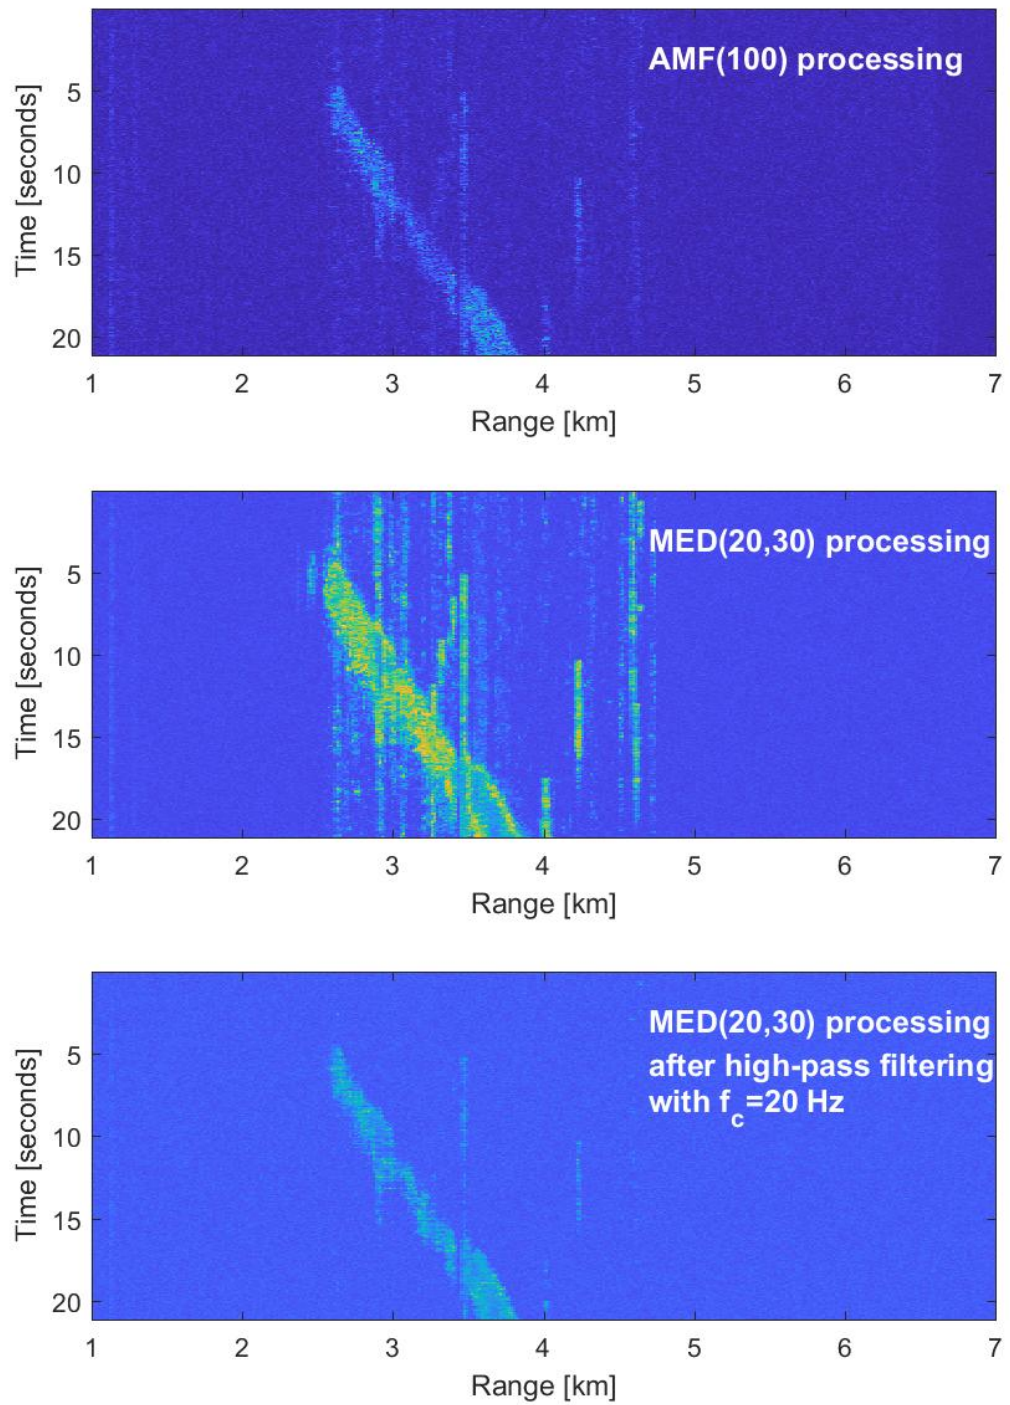 AMF(100) processing
5
10
15
20
Time [seconds]
1 2 3 4 5 6 7
Range [km]
MED(20,30) processing
5
10
15
20
Time [seconds]
1 2 3 4 5 6 7
Range [km]
MED(20,30) processing
after high-pass filtering
with f_c=20 Hz
5
10
15
20
Time [seconds]
1 2 3 4 5 6 7
Range [km]